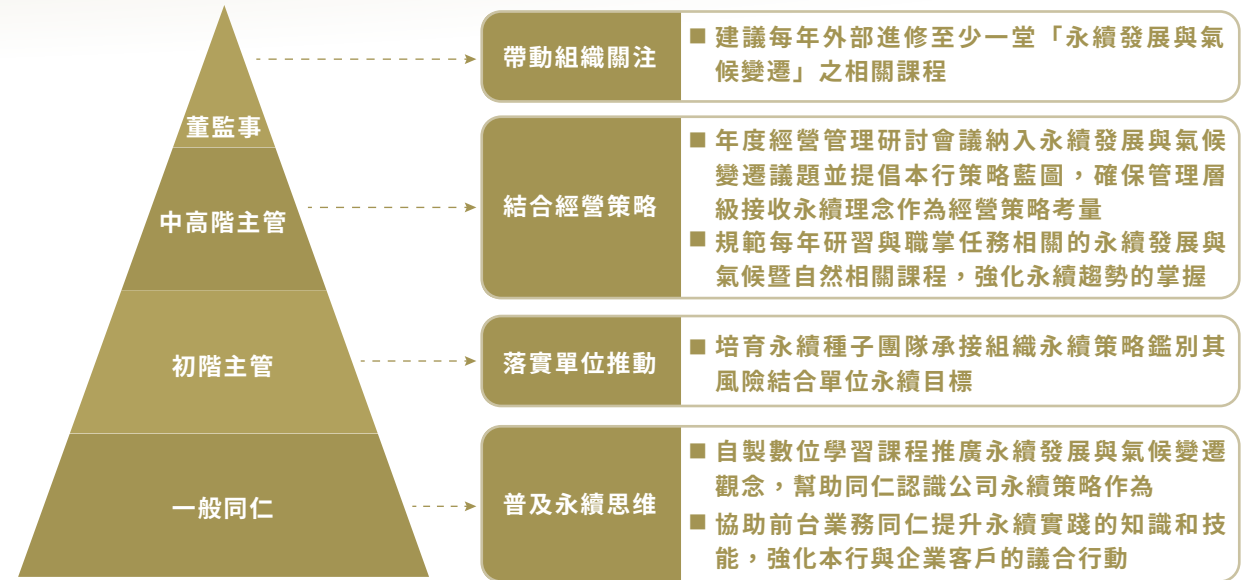 董監事
帶動組織關注
■ 建議每年外部進修至少一堂「永續發展與氣
候變遷」之相關課程
中高階主管
結合經營策略
■ 年度經營管理研討會議納入永續發展與氣候
變遷議題並提倡本行策略藍圖，確保管理層
級接收永續理念作為經營策略考量
■ 規範每年研習與職掌任務相關的永續發展與
氣候暨自然相關課程，強化永續趨勢的掌握
初階主管
落實單位推動
■ 培育永續種子團隊承接組織永續策略鑑別其
風險結合單位永續目標
一般同仁
普及永續思維
■ 自製數位學習課程推廣永續發展與氣候變遷
觀念，幫助同仁認識公司永續策略作為
■ 協助前台業務同仁提升永續實踐的知識和技
能，強化本行與企業客戶的議合行動